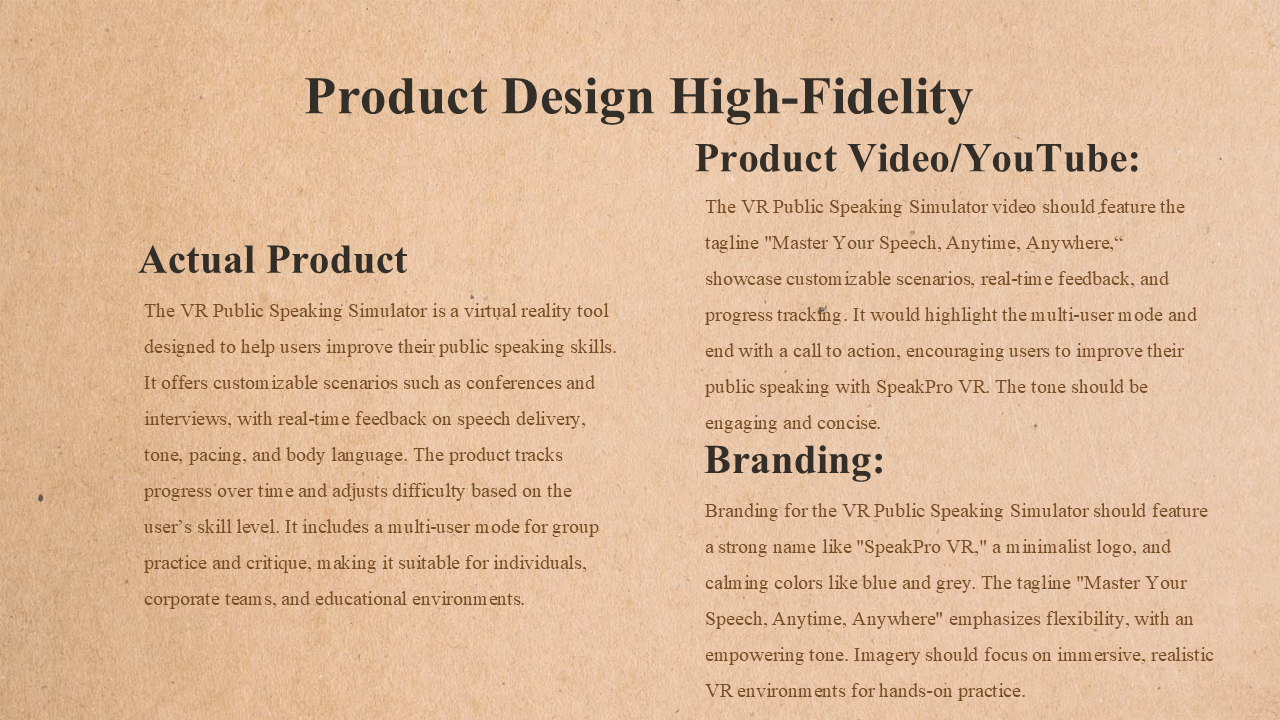 Product Design High-Fidelity
Actual Product
The VR Public Speaking Simulator is a virtual reality tool
designed to help users improve their public speaking skills.
It offers customizable scenarios such as conferences and
interviews, with real-time feedback on speech delivery,
tone, pacing, and body language. The product tracks
progress over time and adjusts difficulty based on the
user’s skill level. It includes a multi-user mode for group
practice and critique, making it suitable for individuals,
corporate teams, and educational environments.
Product Video/YouTube:
The VR Public Speaking Simulator video should feature the
tagline "Master Your Speech, Anytime, Anywhere,“
showcase customizable scenarios, real-time feedback, and
progress tracking. It would highlight the multi-user mode and
end with a call to action, encouraging users to improve their
public speaking with SpeakPro VR. The tone should be
engaging and concise.
Branding:
Branding for the VR Public Speaking Simulator should feature
a strong name like "SpeakPro VR," a minimalist logo, and
calming colors like blue and grey. The tagline "Master Your
Speech, Anytime, Anywhere" emphasizes flexibility, with an
empowering tone. Imagery should focus on immersive, realistic
VR environments for hands-on practice.